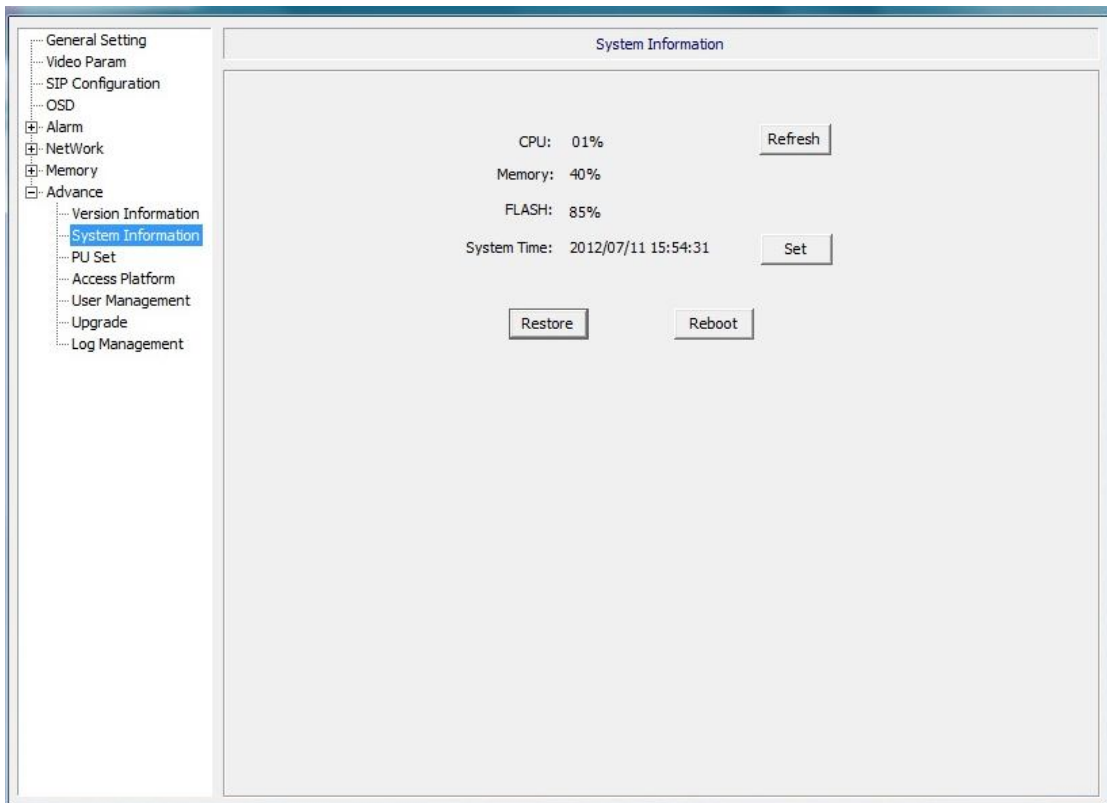 General Setting
Video Param
SIP Configuration
OSD
Alarm
NetWork
Memory
Advance
Version Information
System Information
PU Set
Access Platform
User Management
Upgrade
Log Management
System Information
CPU: 01% Refresh
Memory: 40%
FLASH: 85%
System Time: 2012/07/11 15:54:31 Set
Restore Reboot